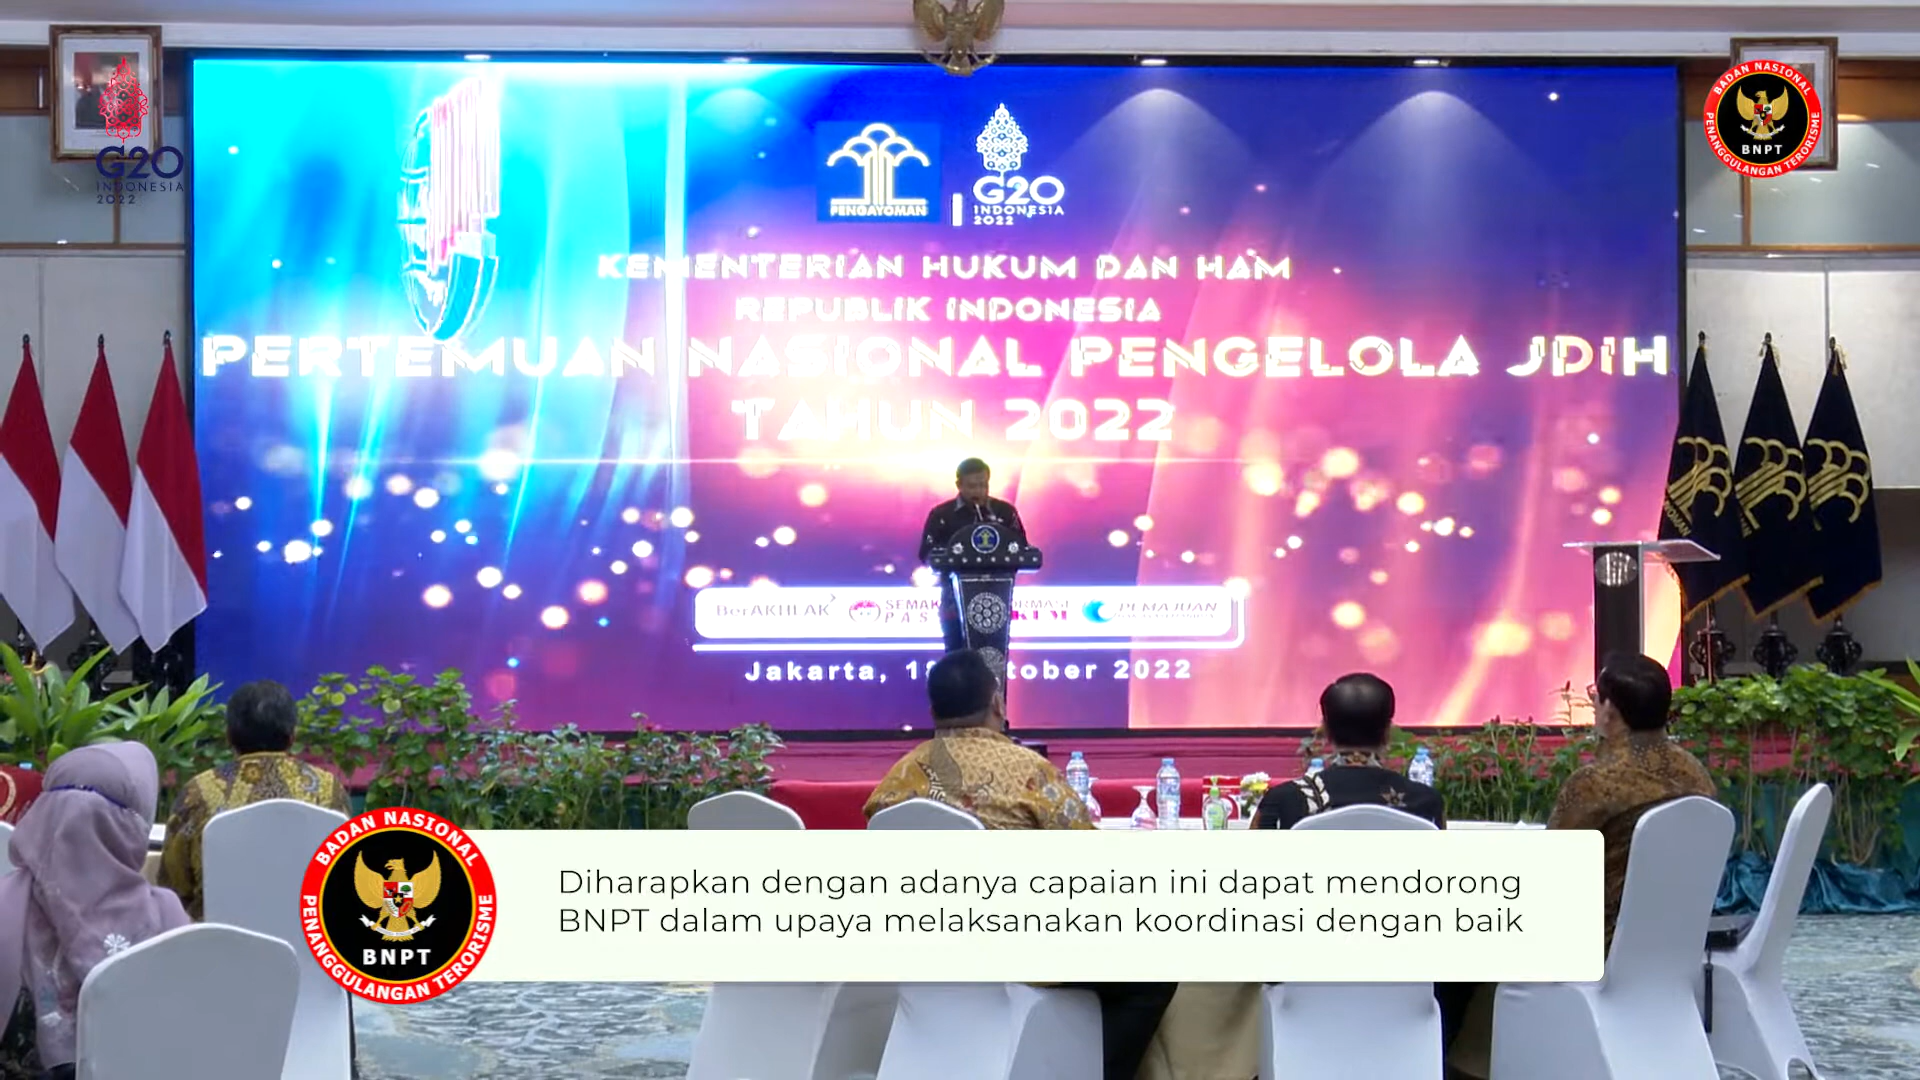 G20
INDONESIA
2022
BADAN NASIONAL
PENANGGULANGAN TERORISME
BNPT
PENGAYOMAN
G20
INDONESIA
2022
KEMENTERIAN HUKUM DAN HAM
REPUBLIK INDONESIA
PERTEMUAN NASIONAL PENGELOLA JDIH
TAHUN 2022
BerAKHLAK
PEMAJUAN
Jakarta, 2022
BADAN NASIONAL
PENANGGULANGAN TERORISME
BNPT
Diharapkan dengan adanya capaian ini dapat mendorong
BNPT dalam upaya melaksanakan koordinasi dengan baik